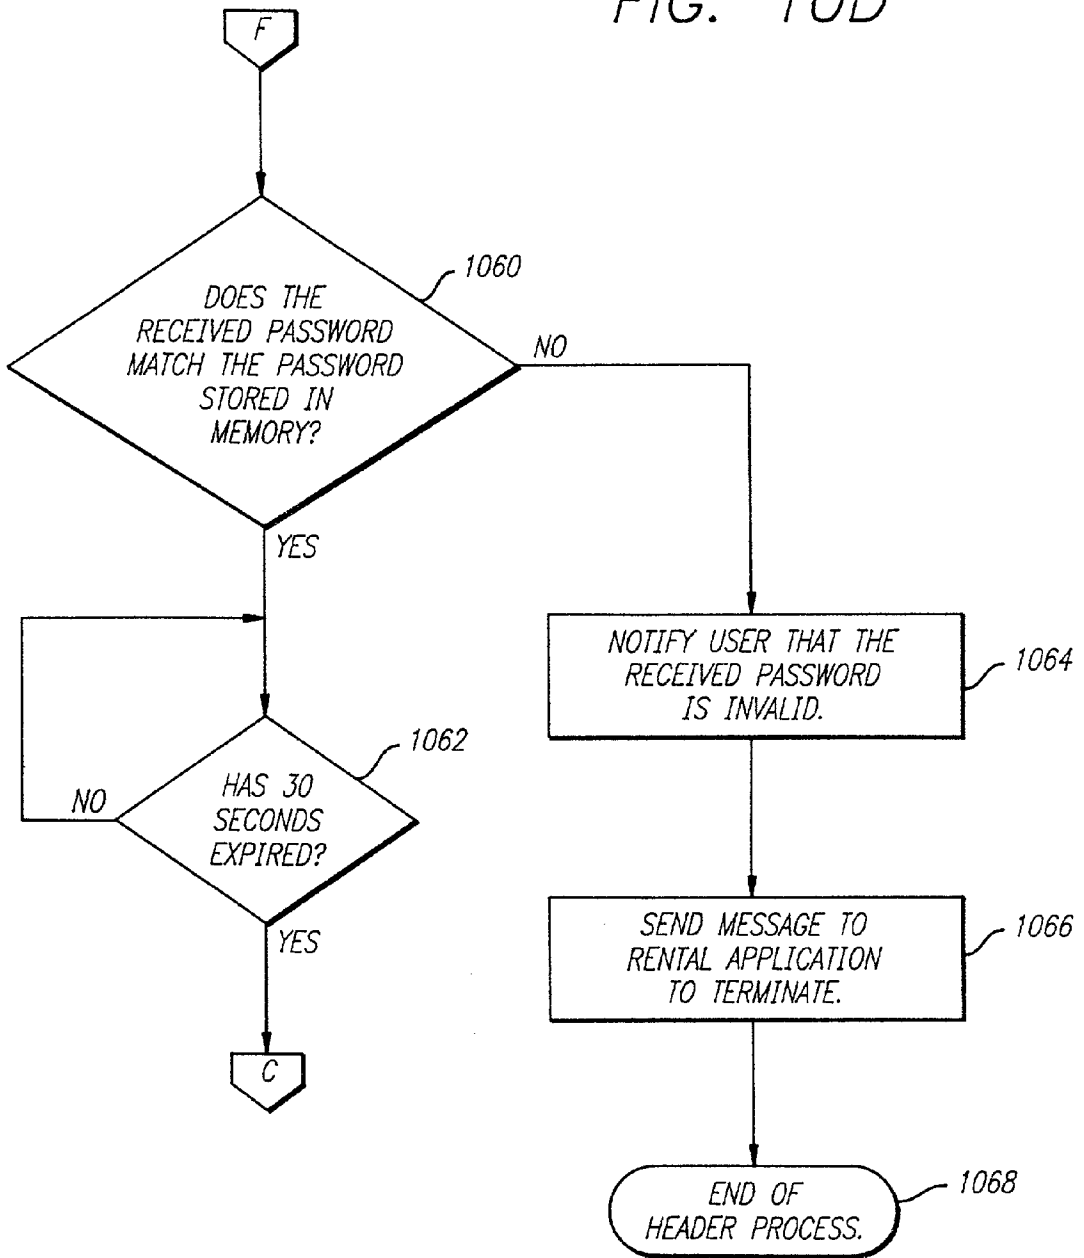 FIG. 10D
F
1060
DOES THE
RECEIVED PASSWORD
MATCH THE PASSWORD
STORED IN
MEMORY?
NO
YES
NOTIFY USER THAT THE
RECEIVED PASSWORD
IS INVALID.
1064
1062
HAS 30
SECONDS
EXPIRED?
NO
YES
SEND MESSAGE TO
RENTAL APPLICATION
TO TERMINATE.
1066
C
END OF
HEADER PROCESS.
1068